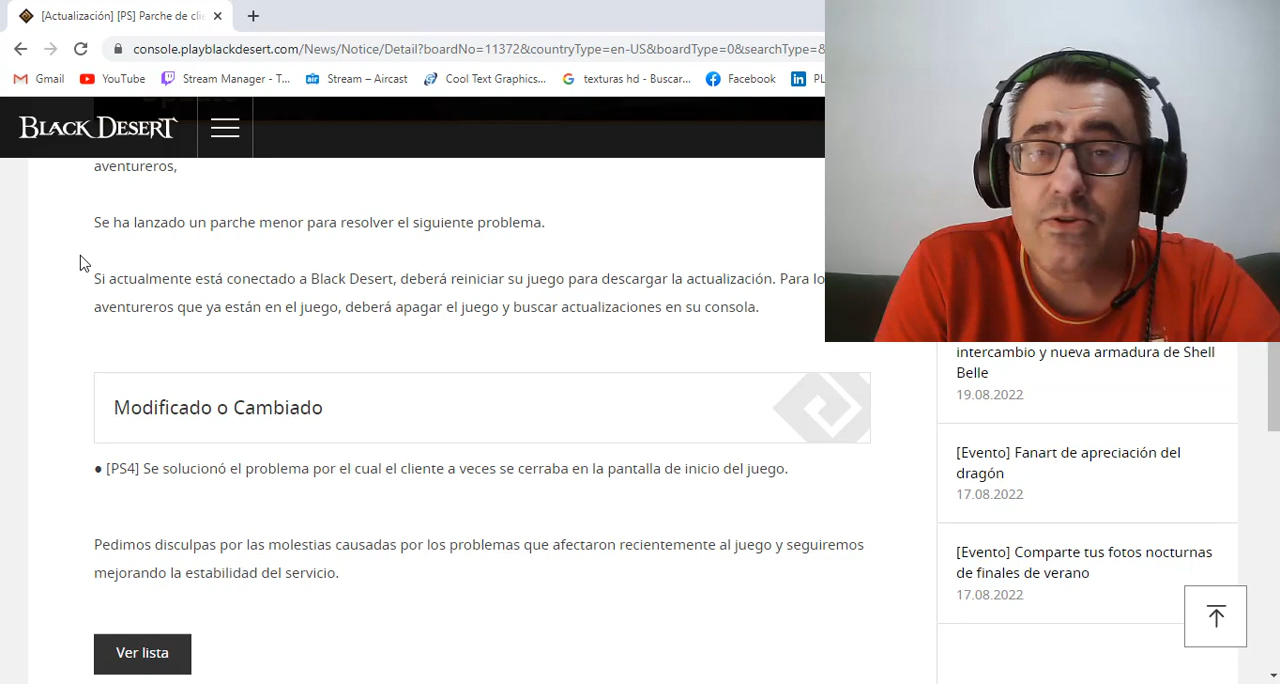 [Actualización] [PS] Parche de clie
console.playblackdesert.com/News/Notice/Detail?boardNo=11372&countryType=en-US&boardType=0&searchType=&
Gmail YouTube Stream Manager - T... Stream – Aircast Cool Text Graphics... texturas hd - Buscar... Facebook PL
BLACK DESERT
aventureros,
Se ha lanzado un parche menor para resolver el siguiente problema.
Si actualmente está conectado a Black Desert, deberá reiniciar su juego para descargar la actualización. Para lo
aventureros que ya están en el juego, deberá apagar el juego y buscar actualizaciones en su consola.
Modificado o Cambiado
● [PS4] Se solucionó el problema por el cual el cliente a veces se cerraba en la pantalla de inicio del juego.
Pedimos disculpas por las molestias causadas por los problemas que afectaron recientemente al juego y seguiremos
mejorando la estabilidad del servicio.
Ver lista
intercambio y nueva armadura de Shell
Belle
19.08.2022
[Evento] Fanart de apreciación del
dragón
17.08.2022
[Evento] Comparte tus fotos nocturnas
de finales de verano
17.08.2022